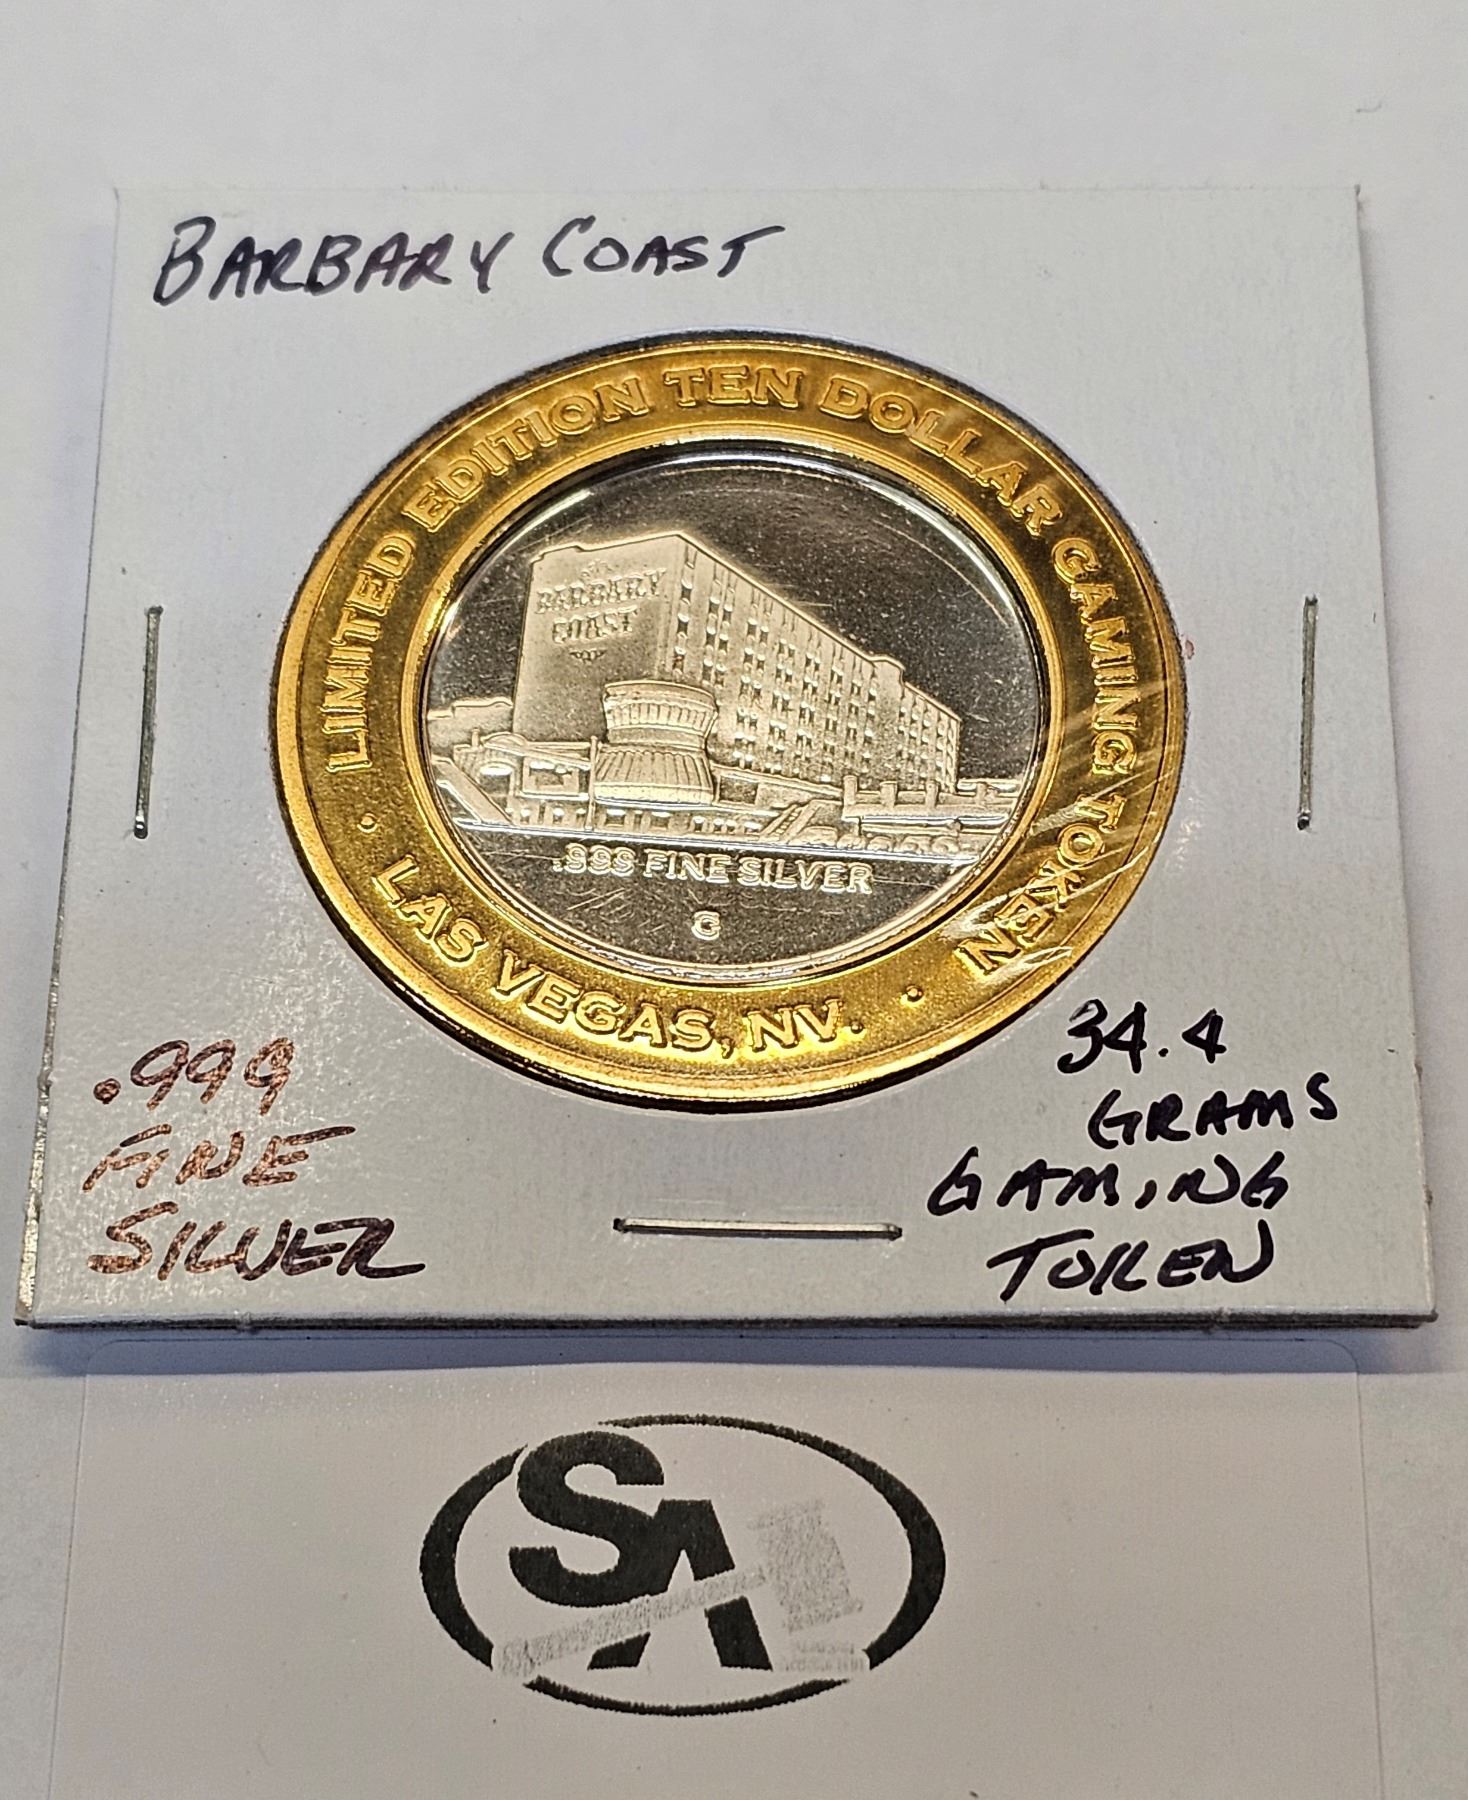 BARBARY COAST
LIMITED EDITION TEN DOLLAR GAMING TOKEN
BARBARY
COAST
.999 FINE SILVER
G
• LAS VEGAS, NV. •
.999
FINE
SILVER
34.4
GRAMS
GAMING
TOKEN
SA